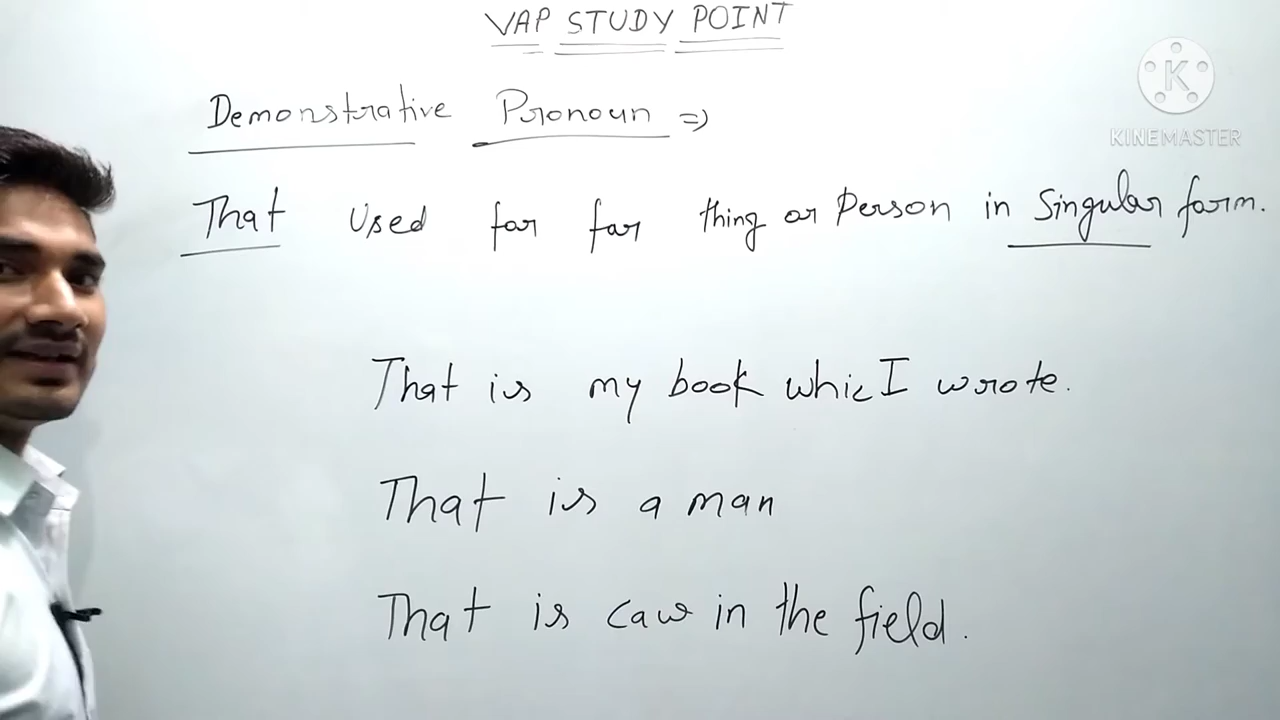 VAP STUDY POINT
K
KINEMASTER
Demonstrative Pronoun =>
That used for far thing or Person in Singular form.
That is my book whic I wrote.
That is a man
That is caw in the field.